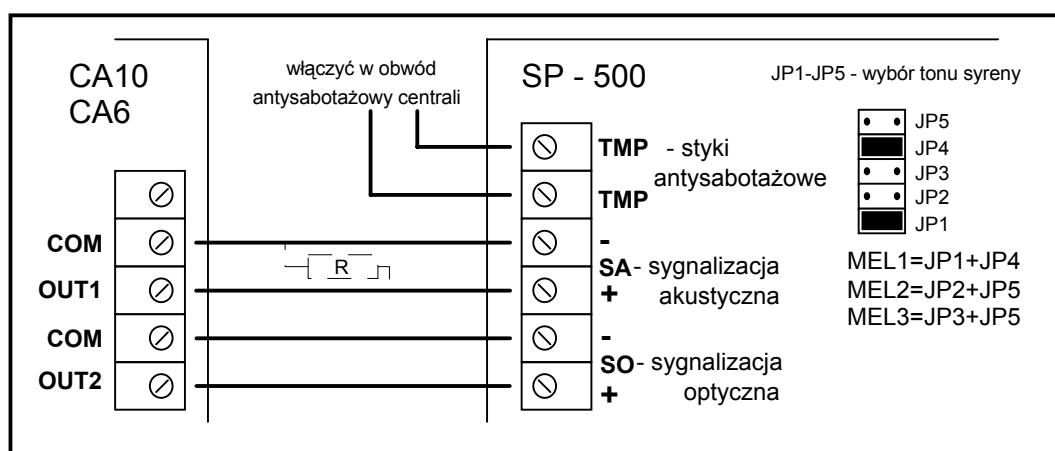 CA10
CA6
włączyć w obwód
antysabotażowy centrali
SP - 500
JP1-JP5 - wybór tonu syreny
JP5
JP4
JP3
JP2
JP1
TMP - styki
antysabotażowe
TMP
COM
-
R
SA- sygnalizacja
OUT1
+ akustyczna
MEL1=JP1+JP4
MEL2=JP2+JP5
MEL3=JP3+JP5
COM
-
SO- sygnalizacja
OUT2
+ optyczna